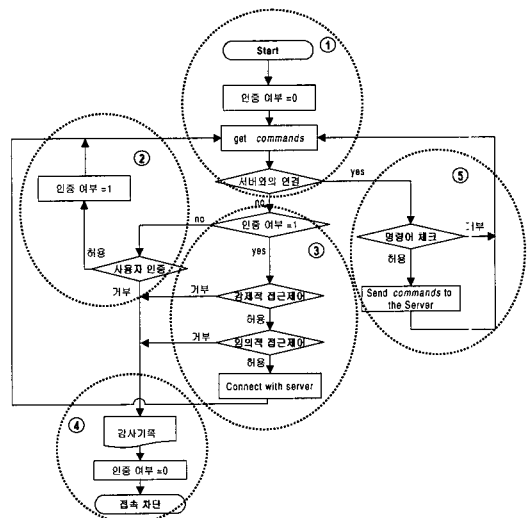 ①
Start
인증 여부 =0
②
get commands
서버와의 연결
yes
⑤
인증 여부 =1
no
no
인증 여부 =1
명령어 체크
거부
③
허용
yes
허용
사용자 인증
Send commands to
the Server
거부
거부
강제적 접근제어
허용
거부
임의적 접근제어
허용
Connect with server
④
감사기록
인증 여부 =0
접속 차단